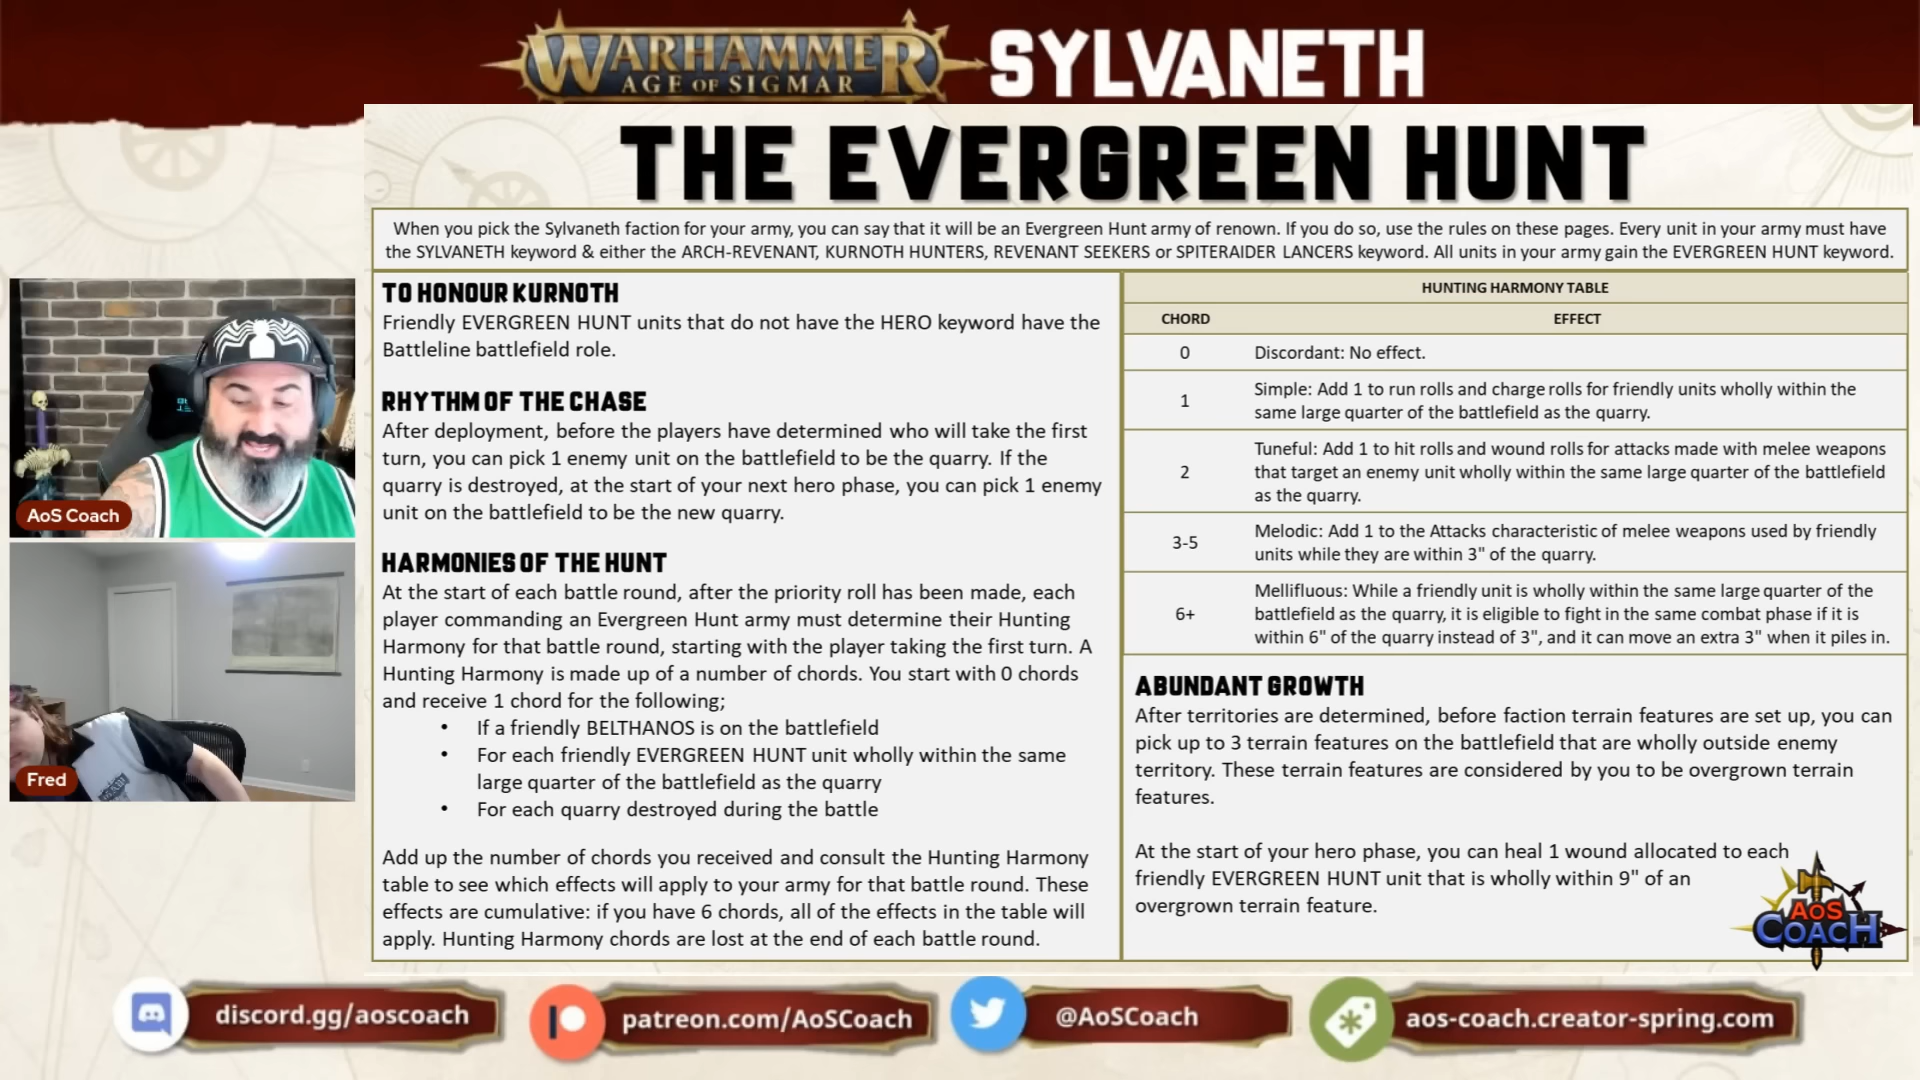 WARHAMMER
AGE OF SIGMAR
SYLVANETH
THE EVERGREEN HUNT
When you pick the Sylvaneth faction for your army, you can say that it will be an Evergreen Hunt army of renown. If you do so, use the rules on these pages. Every unit in your army must have
the SYLVANETH keyword & either the ARCH-REVENANT, KURNOTH HUNTERS, REVENANT SEEKERS or SPITERAIDER LANCERS keyword. All units in your army gain the EVERGREEN HUNT keyword.
TO HONOUR KURNOTH
Friendly EVERGREEN HUNT units that do not have the HERO keyword have the
Battleline battlefield role.
RHYTHM OF THE CHASE
After deployment, before the players have determined who will take the first
turn, you can pick 1 enemy unit on the battlefield to be the quarry. If the
quarry is destroyed, at the start of your next hero phase, you can pick 1 enemy
unit on the battlefield to be the new quarry.
HARMONIES OF THE HUNT
At the start of each battle round, after the priority roll has been made, each
player commanding an Evergreen Hunt army must determine their Hunting
Harmony for that battle round, starting with the player taking the first turn. A
Hunting Harmony is made up of a number of chords. You start with 0 chords
and receive 1 chord for the following;
• If a friendly BELTHANOS is on the battlefield
• For each friendly EVERGREEN HUNT unit wholly within the same
large quarter of the battlefield as the quarry
• For each quarry destroyed during the battle
Add up the number of chords you received and consult the Hunting Harmony
table to see which effects will apply to your army for that battle round. These
effects are cumulative: if you have 6 chords, all of the effects in the table will
apply. Hunting Harmony chords are lost at the end of each battle round.
HUNTING HARMONY TABLE
CHORD EFFECT
0 Discordant: No effect.
1 Simple: Add 1 to run rolls and charge rolls for friendly units wholly within the
same large quarter of the battlefield as the quarry.
2 Tuneful: Add 1 to hit rolls and wound rolls for attacks made with melee weapons
that target an enemy unit wholly within the same large quarter of the battlefield
as the quarry.
3-5 Melodic: Add 1 to the Attacks characteristic of melee weapons used by friendly
units while they are within 3" of the quarry.
6+ Mellifluous: While a friendly unit is wholly within the same large quarter of the
battlefield as the quarry, it is eligible to fight in the same combat phase if it is
within 6" of the quarry instead of 3", and it can move an extra 3" when it piles in.
ABUNDANT GROWTH
After territories are determined, before faction terrain features are set up, you can
pick up to 3 terrain features on the battlefield that are wholly outside enemy
territory. These terrain features are considered by you to be overgrown terrain
features.
At the start of your hero phase, you can heal 1 wound allocated to each
friendly EVERGREEN HUNT unit that is wholly within 9" of an
overgrown terrain feature.
AoS
COACH
AoS Coach
Fred
discord.gg/aoscoach
patreon.com/AoSCoach
@AoSCoach
aos-coach.creator-spring.com